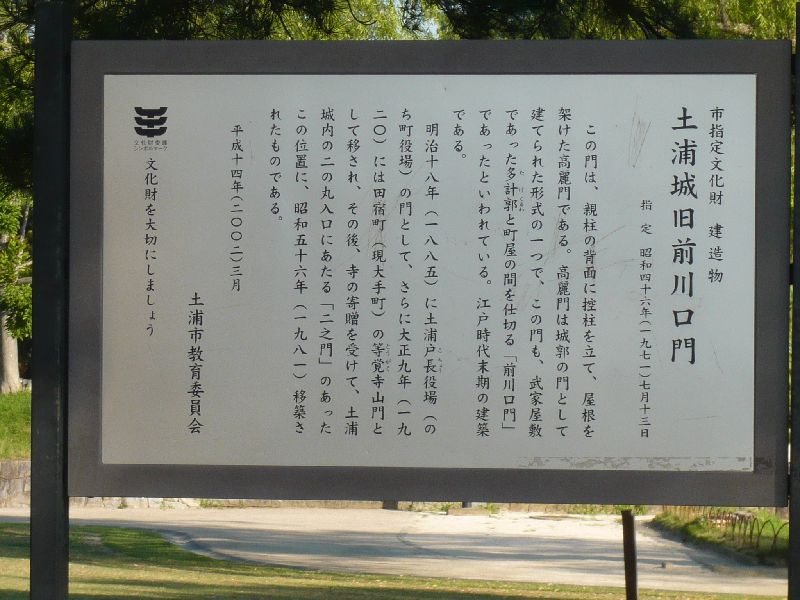 市指定文化財　建造物
土浦城旧前川口門
指定　昭和四十六年（一九七一）七月十三日
この門は、親柱の背面に控柱を立て、屋根を
架けた高麗門である。高麗門は城郭の門として
建てられた形式の一つで、この門も、武家屋敷
であった多計郭と町屋の間を仕切る「前川口門」
であったといわれている。江戸時代末期の建築
である。
明治十八年（一八八五）に土浦戸長役場（の
ち町役場）の門として、さらに大正九年（一九
二〇）には田宿町（現大手町）の等覚寺山門と
して移され、その後、寺の寄贈を受けて、土浦
城内の二の丸入口にあたる「二之門」のあった
この位置に、昭和五十六年（一九八一）移築さ
れたものである。
平成十四年（二〇〇二）三月
土浦市教育委員会
文化財愛護
シンボルマーク
文化財を大切にしましょう